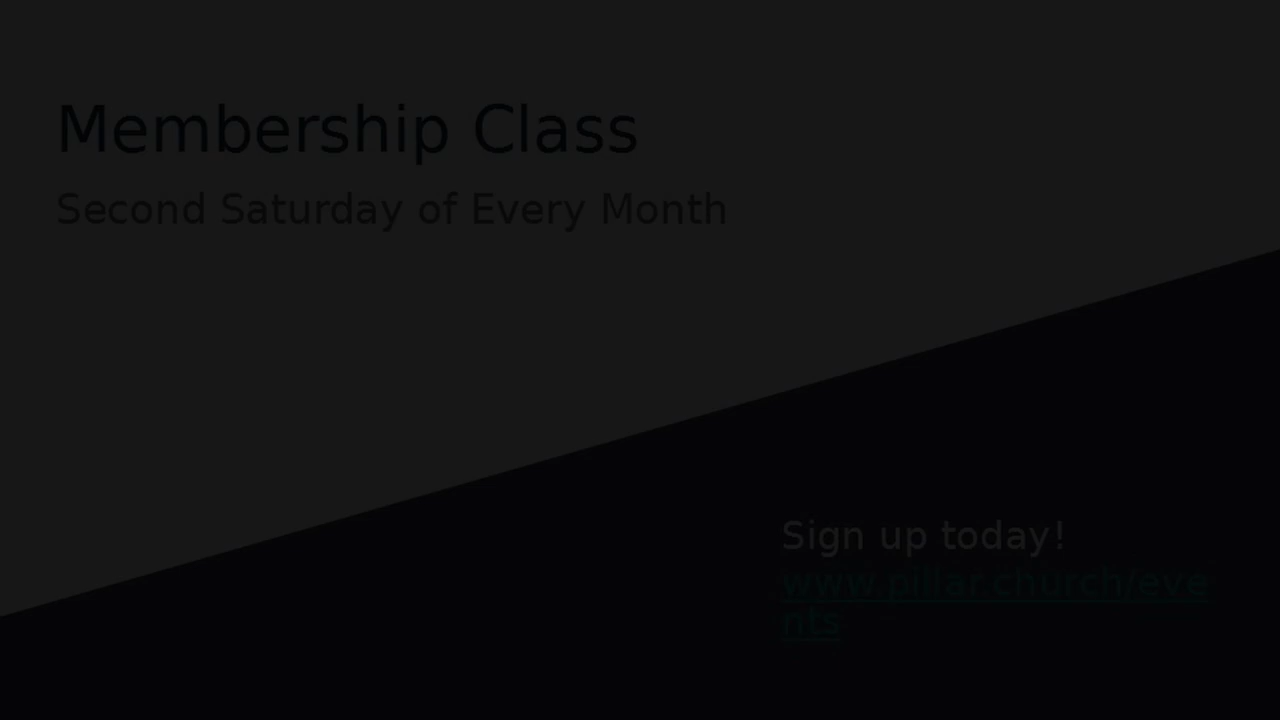 Membership Class
Second Saturday of Every Month
Sign up today!
www.pillar.church/eve
nts